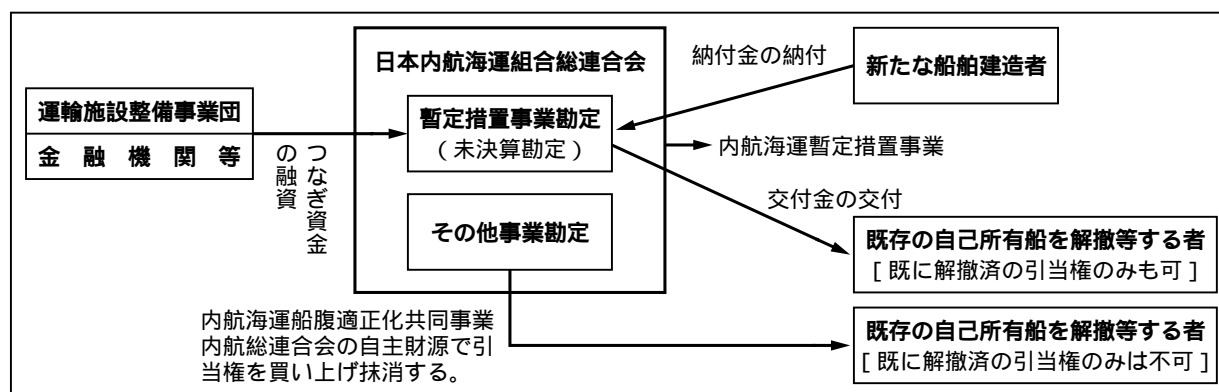 運輸施設整備事業団
金融機関等
つなぎ資金
の融資
日本内航海運組合総連合会
暫定措置事業勘定
(未決算勘定)
その他事業勘定
納付金の納付
新たな船舶建造者
内航海運暫定措置事業
交付金の交付
既存の自己所有船を解撤等する者
[既に解撤済の引当権のみも可]
内航海運船腹適正化共同事業
内航総連合会の自主財源で引
当権を買い上げ抹消する。
既存の自己所有船を解撤等する者
[既に解撤済の引当権のみは不可]